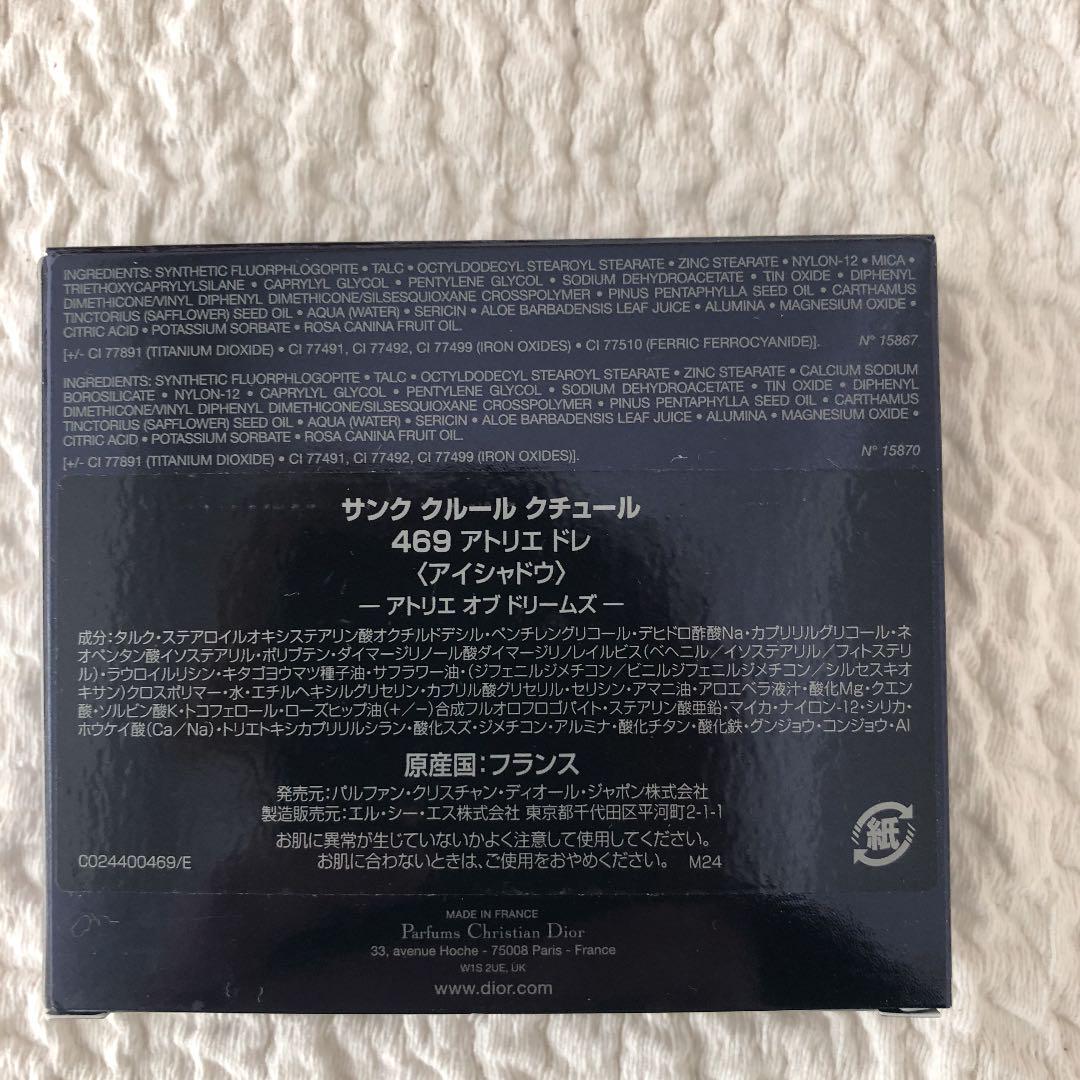 INGREDIENTS: SYNTHETIC FLUORPHLOGOPITE • TALC • OCTYLDODECYL STEAROYL STEARATE • ZINC STEARATE • NYLON-12 • MICA •
TRIETHOXYCAPRYLYLSILANE • CAPRYLYL GLYCOL • PENTYLENE GLYCOL • SODIUM DEHYDROACETATE • TIN OXIDE • DIPHENYL
DIMETHICONE/VINYL DIPHENYL DIMETHICONE/SILSESQUIOXANE CROSSPOLYMER • PINUS PENTAPHYLLA SEED OIL • CARTHAMUS
TINCTORIUS (SAFFLOWER) SEED OIL • AQUA (WATER) • SERICIN • ALOE BARBADENSIS LEAF JUICE • ALUMINA • MAGNESIUM OXIDE •
CITRIC ACID • POTASSIUM SORBATE • ROSA CANINA FRUIT OIL.
[+/- CI 77891 (TITANIUM DIOXIDE) • CI 77491, CI 77492, CI 77499 (IRON OXIDES) • CI 77510 (FERRIC FERROCYANIDE)]. N° 15867
INGREDIENTS: SYNTHETIC FLUORPHLOGOPITE • TALC • OCTYLDODECYL STEAROYL STEARATE • ZINC STEARATE • CALCIUM SODIUM
BOROSILICATE • NYLON-12 • CAPRYLYL GLYCOL • PENTYLENE GLYCOL • SODIUM DEHYDROACETATE • TIN OXIDE • DIPHENYL
DIMETHICONE/VINYL DIPHENYL DIMETHICONE/SILSESQUIOXANE CROSSPOLYMER • PINUS PENTAPHYLLA SEED OIL • CARTHAMUS
TINCTORIUS (SAFFLOWER) SEED OIL • AQUA (WATER) • SERICIN • ALOE BARBADENSIS LEAF JUICE • ALUMINA • MAGNESIUM OXIDE •
CITRIC ACID • POTASSIUM SORBATE • ROSA CANINA FRUIT OIL.
[+/- CI 77891 (TITANIUM DIOXIDE) • CI 77491, CI 77492, CI 77499 (IRON OXIDES)]. N° 15870
サンク クルール クチュール
469 アトリエ ドレ
〈アイシャドウ〉
― アトリエ オブ ドリームズ ―
成分:タルク・ステアロイルオキシステアリン酸オクチルドデシル・ペンチレングリコール・デヒドロ酢酸Na・カプリリルグリコール・ネ
オペンタン酸イソステアリル・ポリブテン・ダイマージリノール酸ダイマージリノレイルビス(ベヘニル/イソステアリル/フィトステリ
ル)・ラウロイルリシン・キタゴヨウマツ種子油・サフラワー油・(ジフェニルジメチコン/ビニルジフェニルジメチコン/シルセスキオ
キサン)クロスポリマー・水・エチルヘキシルグリセリン・カプリル酸グリセリル・セリシン・アマニ油・アロエベラ液汁・酸化Mg・クエン
酸・ソルビン酸K・トコフェロール・ローズヒップ油(+/−)合成フルオロフロゴパイト・ステアリン酸亜鉛・マイカ・ナイロン-12・シリカ・
ホウケイ酸(Ca/Na)・トリエトキシカプリリルシラン・酸化スズ・ジメチコン・アルミナ・酸化チタン・酸化鉄・グンジョウ・コンジョウ・Al
原産国:フランス
発売元:パルファン・クリスチャン・ディオール・ジャポン株式会社
製造販売元:エル・シー・エス株式会社 東京都千代田区平河町2-1-1
お肌に異常が生じていないかよく注意して使用してください。
お肌に合わないときは、ご使用をおやめください。 M24
C024400469/E
紙
MADE IN FRANCE
Parfums Christian Dior
33, avenue Hoche - 75008 Paris - France
W1S 2UE, UK
www.dior.com